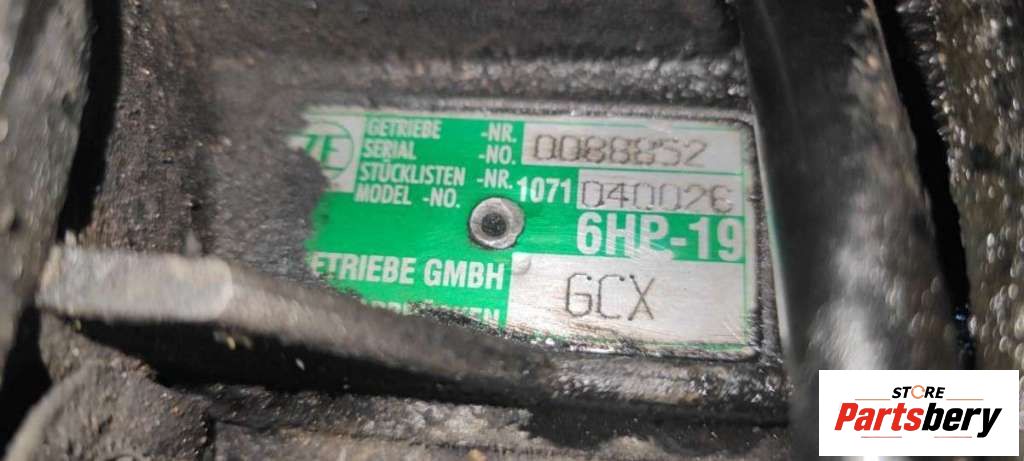 ZF GETRIEBE -NR. 0088852
SERIAL -NO.
STÜCKLISTEN -NR. 1071 040026
MODEL -NO.
6HP-19
ETRIEBE GMBH GCX
STORE
Partsbery